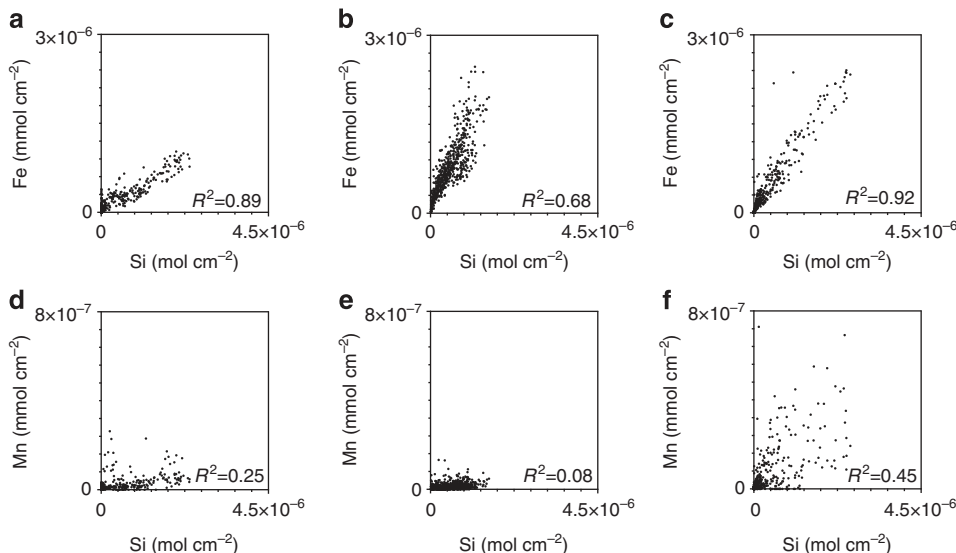 a
3×10⁻⁶
Fe (mmol cm⁻²)
R²=0.89
0
0
4.5×10⁻⁶
Si (mol cm⁻²)
b
3×10⁻⁶
Fe (mmol cm⁻²)
R²=0.68
0
0
4.5×10⁻⁶
Si (mol cm⁻²)
c
3×10⁻⁶
Fe (mmol cm⁻²)
R²=0.92
0
0
4.5×10⁻⁶
Si (mol cm⁻²)
d
8×10⁻⁷
Mn (mmol cm⁻²)
R²=0.25
0
0
4.5×10⁻⁶
Si (mol cm⁻²)
e
8×10⁻⁷
Mn (mmol cm⁻²)
R²=0.08
0
0
4.5×10⁻⁶
Si (mol cm⁻²)
f
8×10⁻⁷
Mn (mmol cm⁻²)
R²=0.45
0
0
4.5×10⁻⁶
Si (mol cm⁻²)